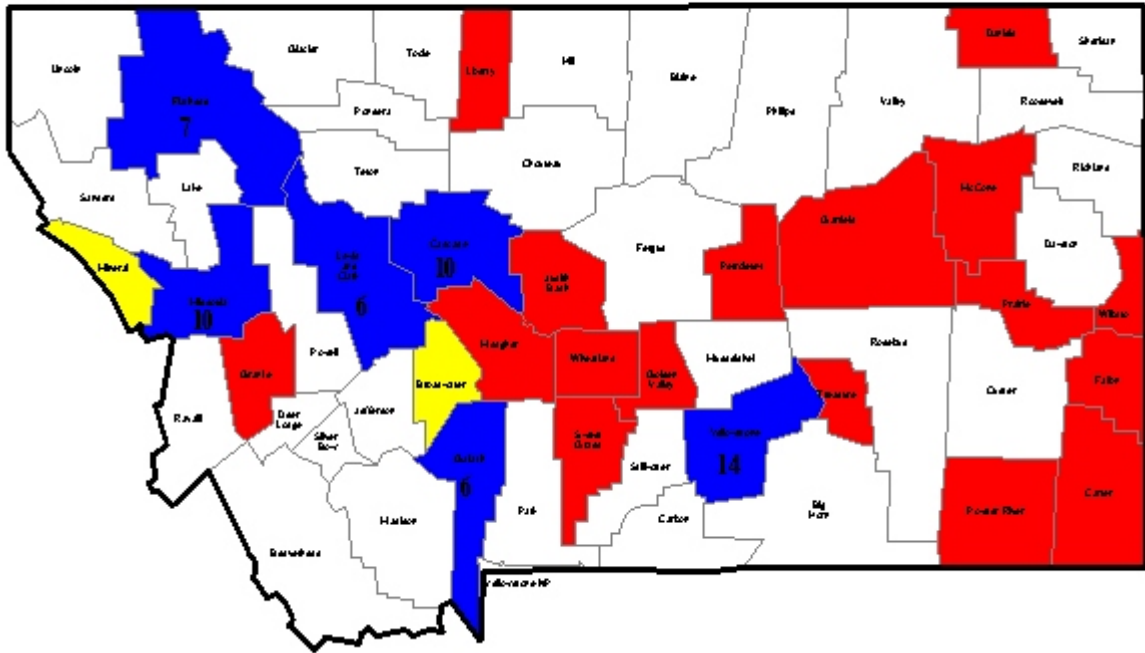 Lincoln
Flathead
7
Glacier
Toole
Liberty
Hill
Blaine
Phillips
Valley
Daniels
Sheridan
Roosevelt
Pondera
Teton
Chouteau
Richland
McCone
Garfield
Sanders
Lake
Mineral
Missoula
10
Lewis
and
Clark
6
Cascade
10
Judith
Basin
Fergus
Petroleum
Dawson
Prairie
Wibaux
Powell
Granite
Meagher
Wheatland
Golden
Valley
Musselshell
Rosebud
Treasure
Custer
Fallon
Ravalli
Deer
Lodge
Silver
Bow
Jefferson
Broadwater
Gallatin
6
Park
Sweet
Grass
Stillwater
Yellowstone
14
Carbon
Big
Horn
Powder River
Carter
Beaverhead
Madison
Yellowstone NP